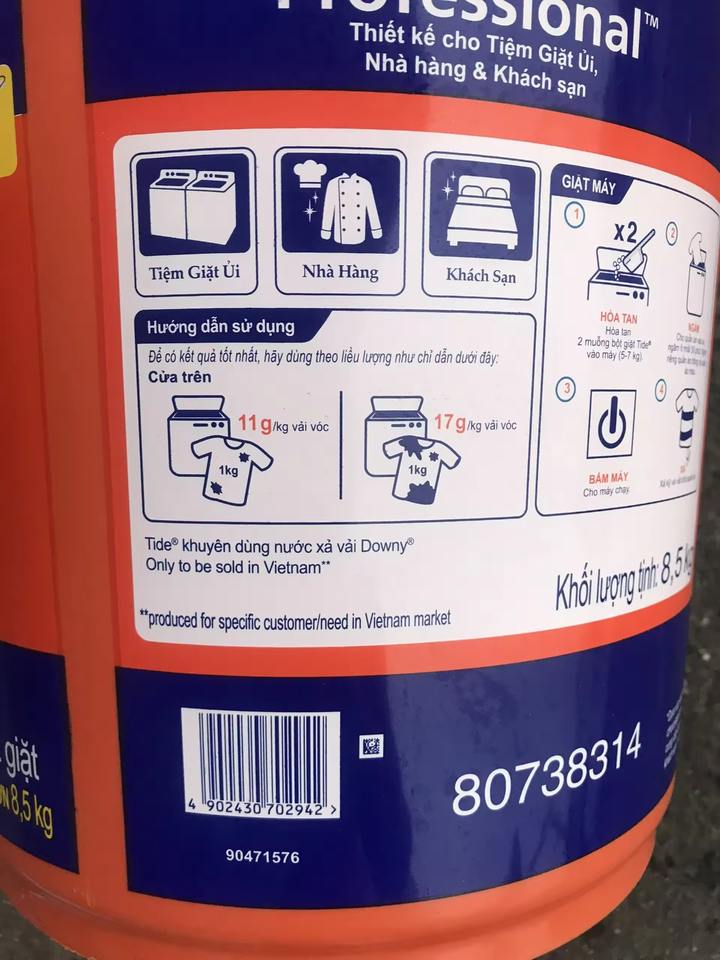 Professional™
Thiết kế cho Tiệm Giặt Ủi,
Nhà hàng & Khách sạn
Tiệm Giặt Ủi
Nhà Hàng
Khách Sạn
Hướng dẫn sử dụng
Để có kết quả tốt nhất, hãy dùng theo liều lượng như chỉ dẫn dưới đây:
Cửa trên
11g/kg vải vóc
1kg
17g/kg vải vóc
1kg
GIẶT MÁY
1
x2
HÒA TAN
Hòa tan
2 muỗng bột giặt Tide®
vào máy (5-7 kg).
2
NGÂM
3
BẤM MÁY
Cho máy chạy.
4
Tide® khuyên dùng nước xả vải Downy®
Only to be sold in Vietnam**
Khối lượng tịnh: 8,5 kg
**produced for specific customer/need in Vietnam market
4 902430 702942 >
90471576
80738314
giặt
8,5 kg